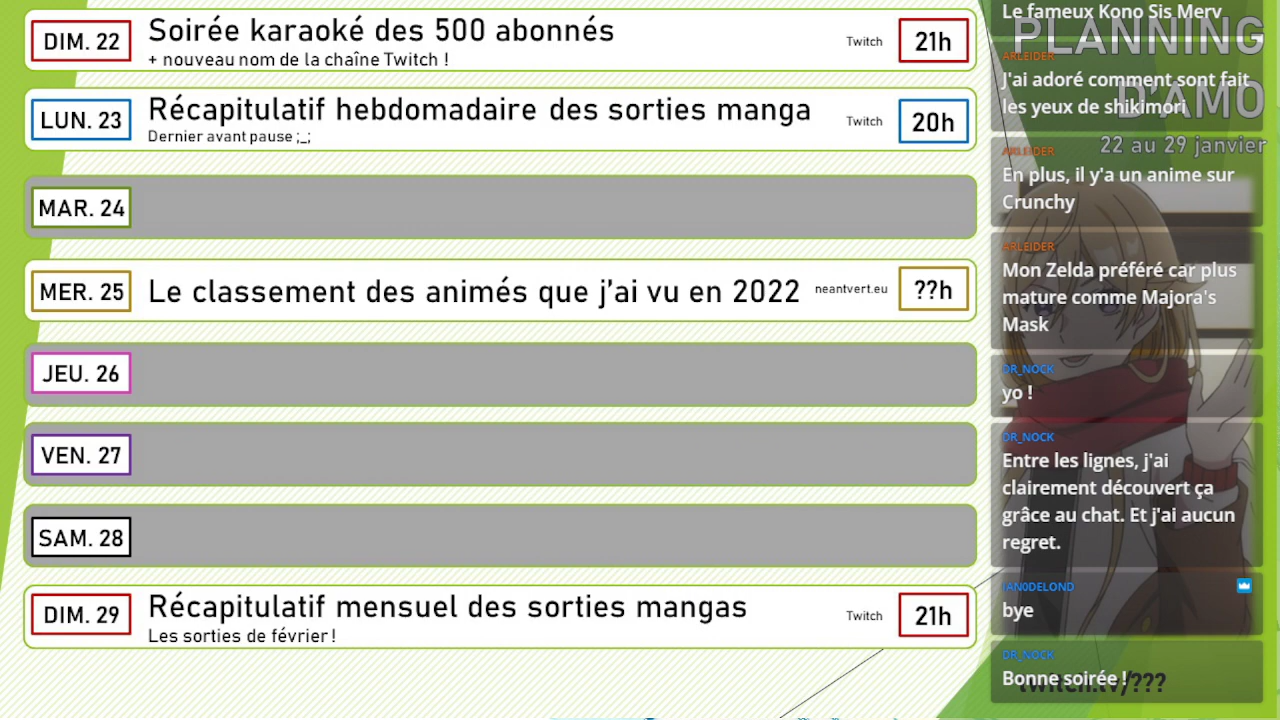 DIM. 22
Soirée karaoké des 500 abonnés
+ nouveau nom de la chaîne Twitch !
Twitch
21h
LUN. 23
Récapitulatif hebdomadaire des sorties manga
Dernier avant pause ;_;
Twitch
20h
MAR. 24
MER. 25
Le classement des animés que j’ai vu en 2022
neantvert.eu
??h
JEU. 26
VEN. 27
SAM. 28
DIM. 29
Récapitulatif mensuel des sorties mangas
Les sorties de février !
Twitch
21h
PLANNING
D'AMO
22 au 29 janvier
Le fameux Kono Sis Merv
ARLEIDER
J'ai adoré comment sont fait
les yeux de shikimori
ARLEIDER
En plus, il y'a un anime sur
Crunchy
ARLEIDER
Mon Zelda préféré car plus
mature comme Majora's
Mask
DR_NOCK
yo !
DR_NOCK
Entre les lignes, j'ai
clairement découvert ça
grâce au chat. Et j'ai aucun
regret.
IAN0DELOND
bye
DR_NOCK
Bonne soirée !
twitch.tv/???